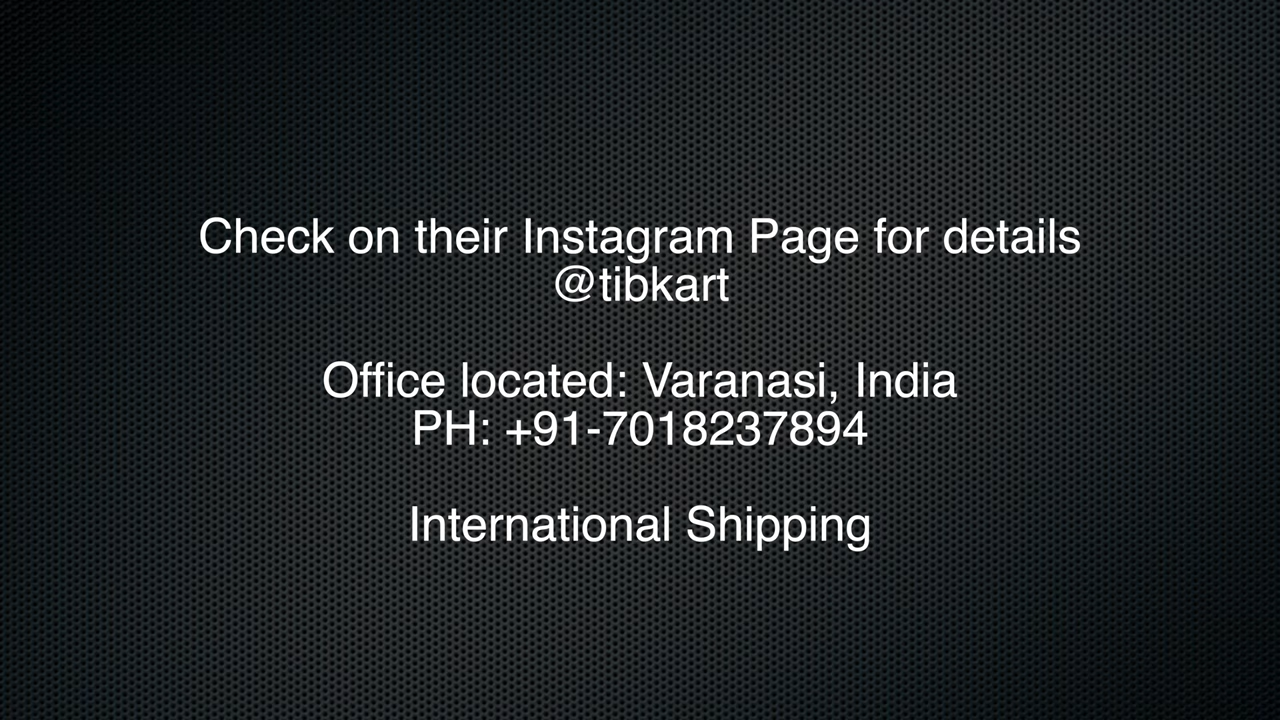 Check on their Instagram Page for details
@tibkart
Office located: Varanasi, India
PH: +91-7018237894
International Shipping